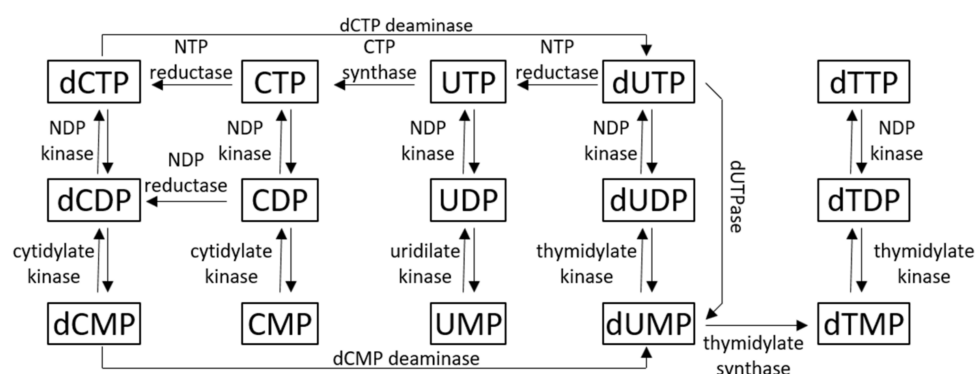 dCTP deaminase
NTP
reductase
CTP
synthase
NTP
reductase
dCTP
CTP
UTP
dUTP
dTTP
NDP
kinase
NDP
kinase
NDP
kinase
NDP
kinase
NDP
kinase
NDP
reductase
dUTPase
dCDP
CDP
UDP
dUDP
dTDP
cytidylate
kinase
cytidylate
kinase
uridilate
kinase
thymidylate
kinase
thymidylate
kinase
dCMP
CMP
UMP
dUMP
dTMP
dCMP deaminase
thymidylate
synthase